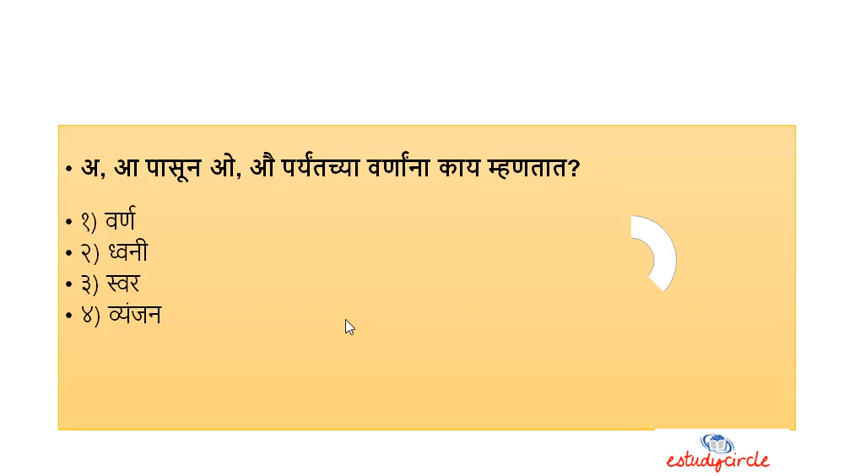 • अ, आ पासून ओ, औ पर्यंतच्या वर्णांना काय म्हणतात?
• १) वर्ण
• २) ध्वनी
• ३) स्वर
• ४) व्यंजन
estudycircle